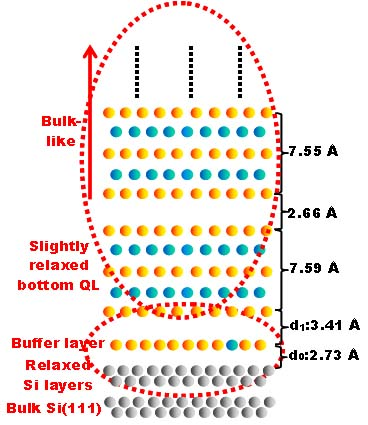 Bulk-
like
7.55 Å
2.66 Å
Slightly
relaxed
bottom QL
7.59 Å
d₁:3.41 Å
Buffer layer
d₀:2.73 Å
Relaxed
Si layers
Bulk Si(111)